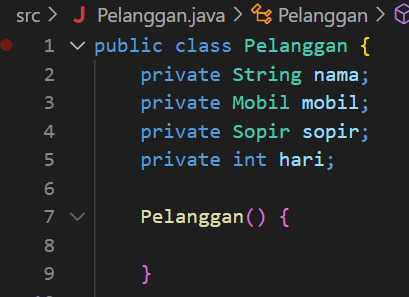 src > Pelanggan.java > Pelanggan >
1 public class Pelanggan {
2 private String nama;
3 private Mobil mobil;
4 private Sopir sopir;
5 private int hari;
6
7 Pelanggan() {
8
9 }